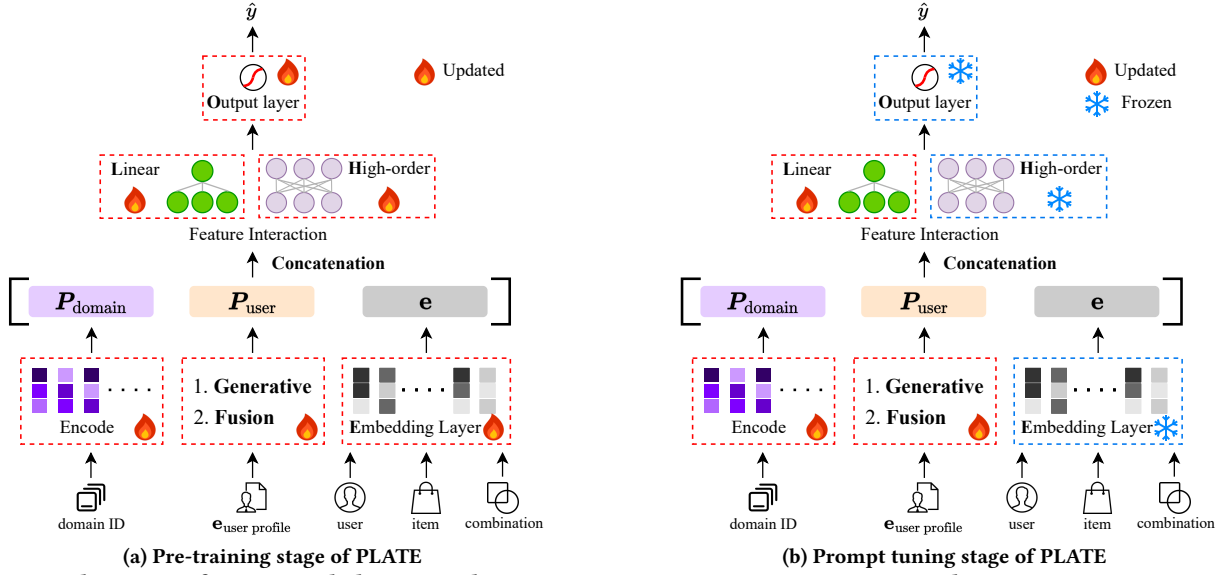 ŷ
Updated
Output layer
Linear
High-order
Feature Interaction
Concatenation
P_domain
P_user
e
1. Generative
2. Fusion
Encode
Embedding Layer
domain ID
e_user profile
user
item
combination
(a) Pre-training stage of PLATE
ŷ
Updated
Frozen
Output layer
Linear
High-order
Feature Interaction
Concatenation
P_domain
P_user
e
1. Generative
2. Fusion
Encode
Embedding Layer
domain ID
e_user profile
user
item
combination
(b) Prompt tuning stage of PLATE